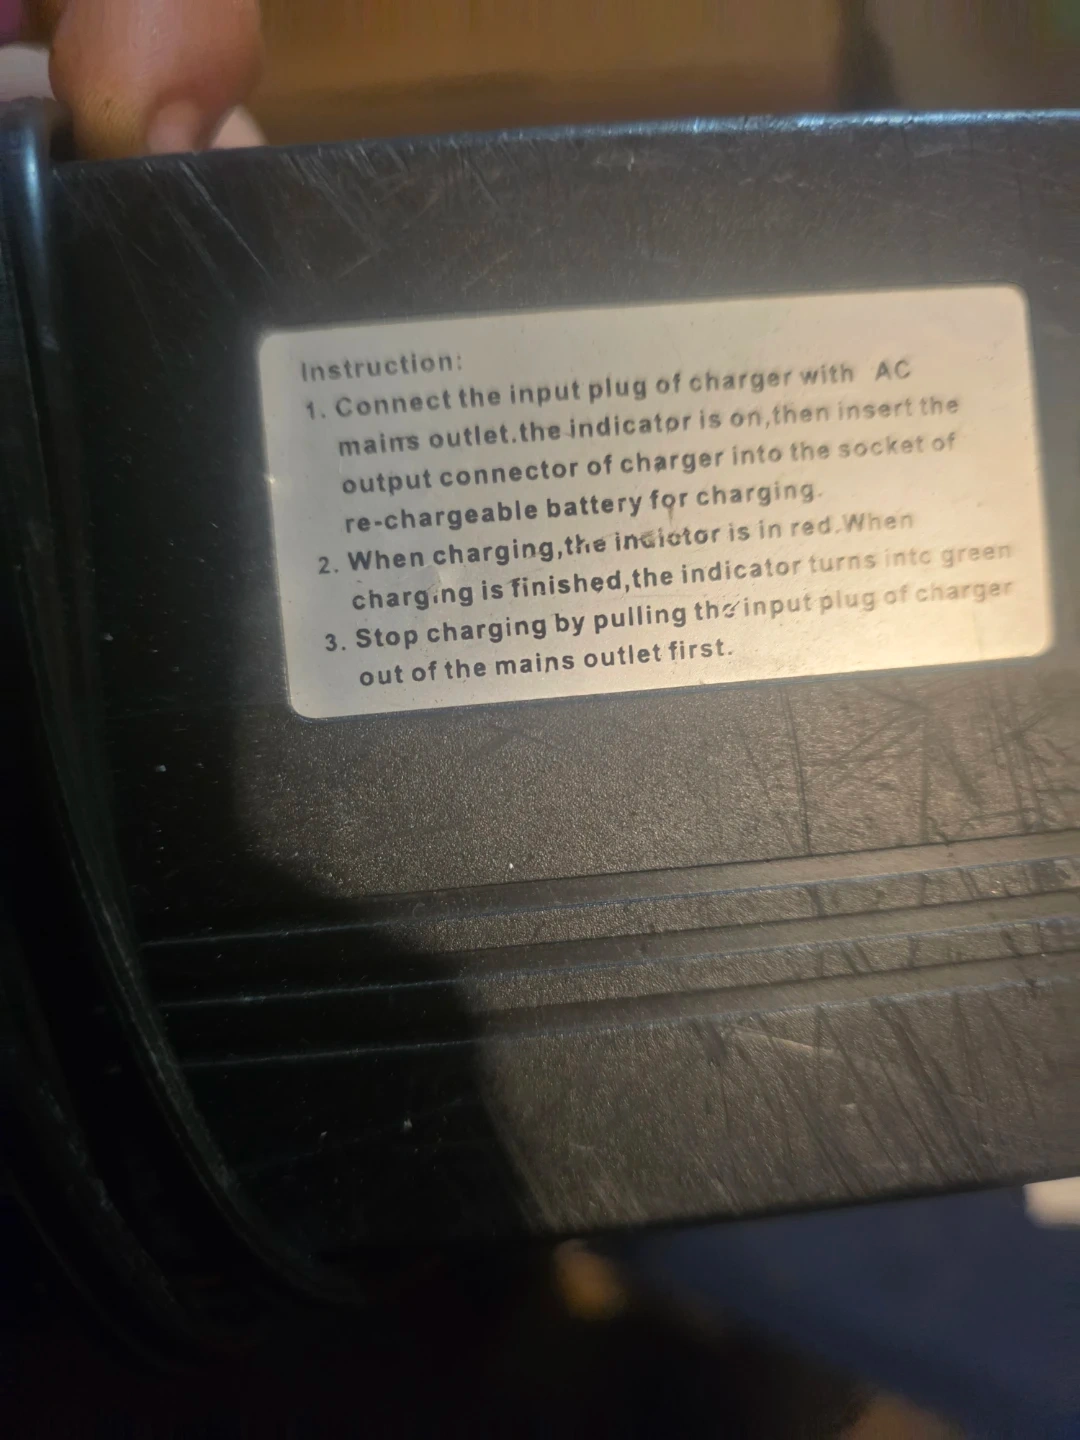 Instruction:
1. Connect the input plug of charger with AC
mains outlet.the indicator is on,then insert the
output connector of charger into the socket of
re-chargeable battery for charging.
2. When charging,the indictor is in red.When
charging is finished,the indicator turns into green
3. Stop charging by pulling the input plug of charger
out of the mains outlet first.